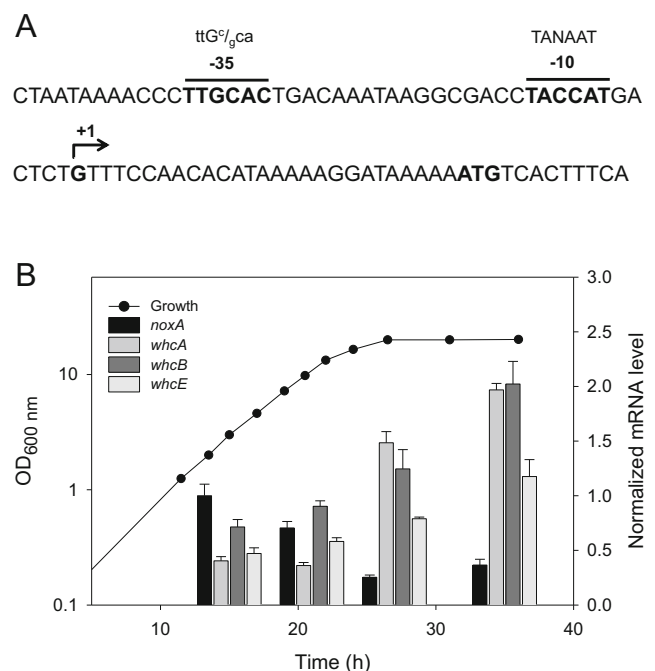 A
ttGc/gca
TANAAT
-35
-10
CTAATAAAACCCTTGCACTGACAAATAAGGCGACCTACCATGA
+1
CTCTGTTTCCAACACATAAAAAGGATAAAAAATGTCACTTTCA
B
Growth
noxA
whcA
whcB
whcE
10
1
0.1
OD600 nm
3.0
2.5
2.0
1.5
1.0
0.5
0.0
Normalized mRNA level
10
20
30
40
Time (h)